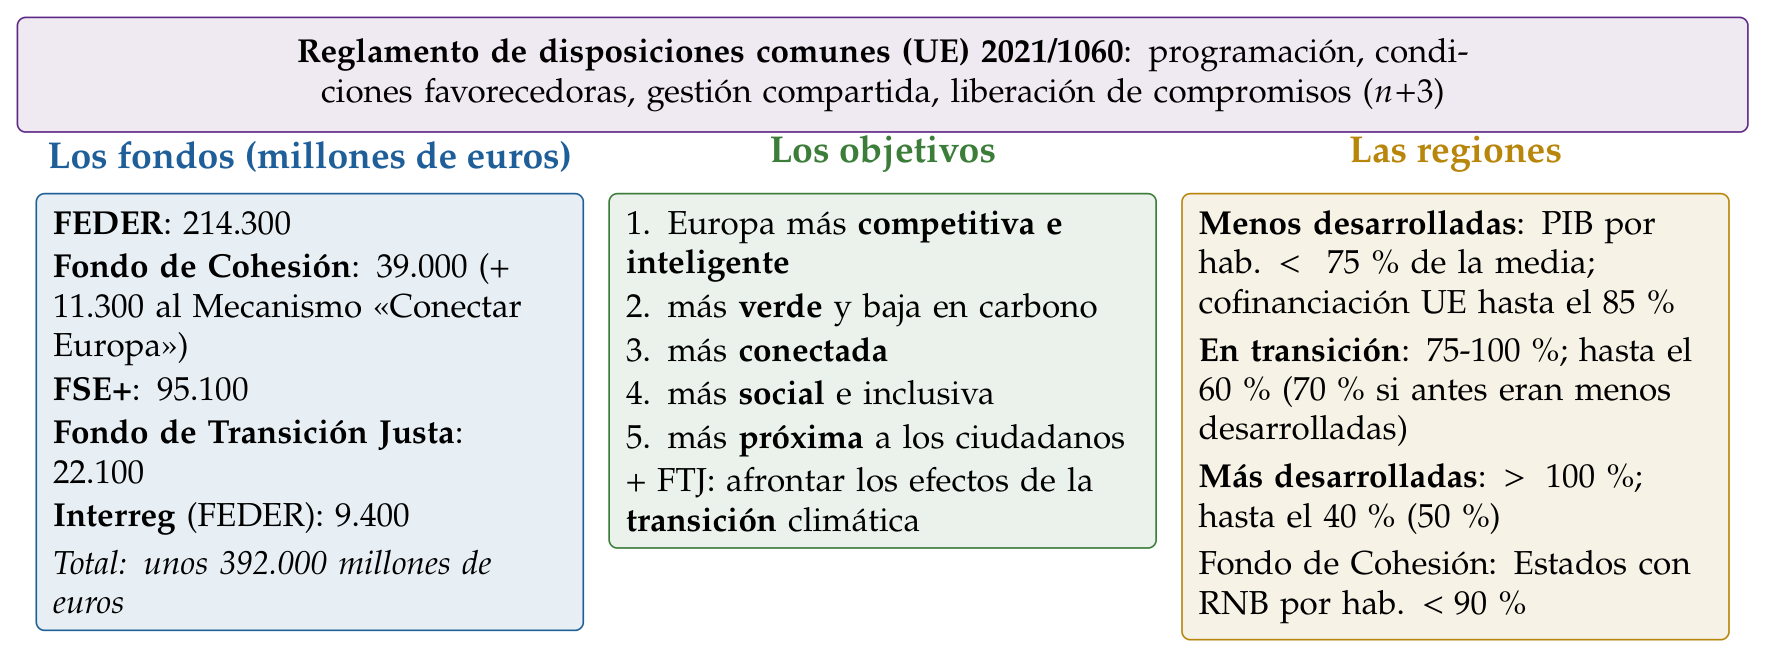 Reglamento de disposiciones comunes (UE) 2021/1060: programación, condi-
ciones favorecedoras, gestión compartida, liberación de compromisos (n+3)
Los fondos (millones de euros)
FEDER: 214.300
Fondo de Cohesión: 39.000 (+
11.300 al Mecanismo «Conectar
Europa»)
FSE+: 95.100
Fondo de Transición Justa:
22.100
Interreg (FEDER): 9.400
Total: unos 392.000 millones de
euros
Los objetivos
1. Europa más competitiva e
inteligente
2. más verde y baja en carbono
3. más conectada
4. más social e inclusiva
5. más próxima a los ciudadanos
+ FTJ: afrontar los efectos de la
transición climática
Las regiones
Menos desarrolladas: PIB por
hab. < 75 % de la media;
cofinanciación UE hasta el 85 %
En transición: 75-100 %; hasta el
60 % (70 % si antes eran menos
desarrolladas)
Más desarrolladas: > 100 %;
hasta el 40 % (50 %)
Fondo de Cohesión: Estados con
RNB por hab. < 90 %